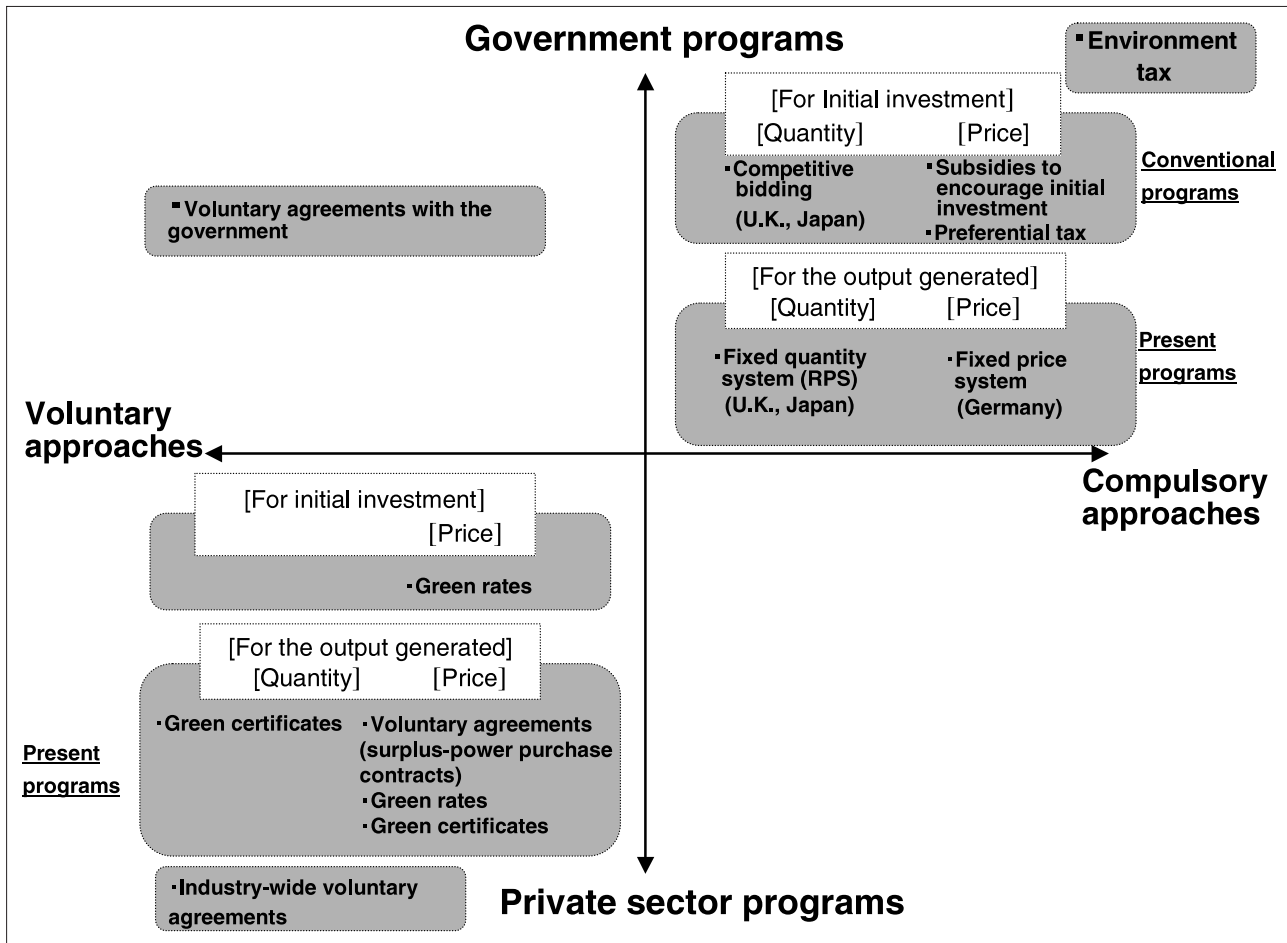 Government programs
▪ Environment
tax
[For Initial investment]
[Quantity] [Price]
▪Competitive
bidding
(U.K., Japan)
▪Subsidies to
encourage initial
investment
▪Preferential tax
Conventional
programs
▪Voluntary agreements with the
government
[For the output generated]
[Quantity] [Price]
▪Fixed quantity
system (RPS)
(U.K., Japan)
▪Fixed price
system
(Germany)
Present
programs
Voluntary
approaches
Compulsory
approaches
[For initial investment]
[Price]
▪Green rates
[For the output generated]
[Quantity] [Price]
▪Green certificates
▪Voluntary agreements
(surplus-power purchase
contracts)
▪Green rates
▪Green certificates
Present
programs
▪Industry-wide voluntary
agreements
Private sector programs